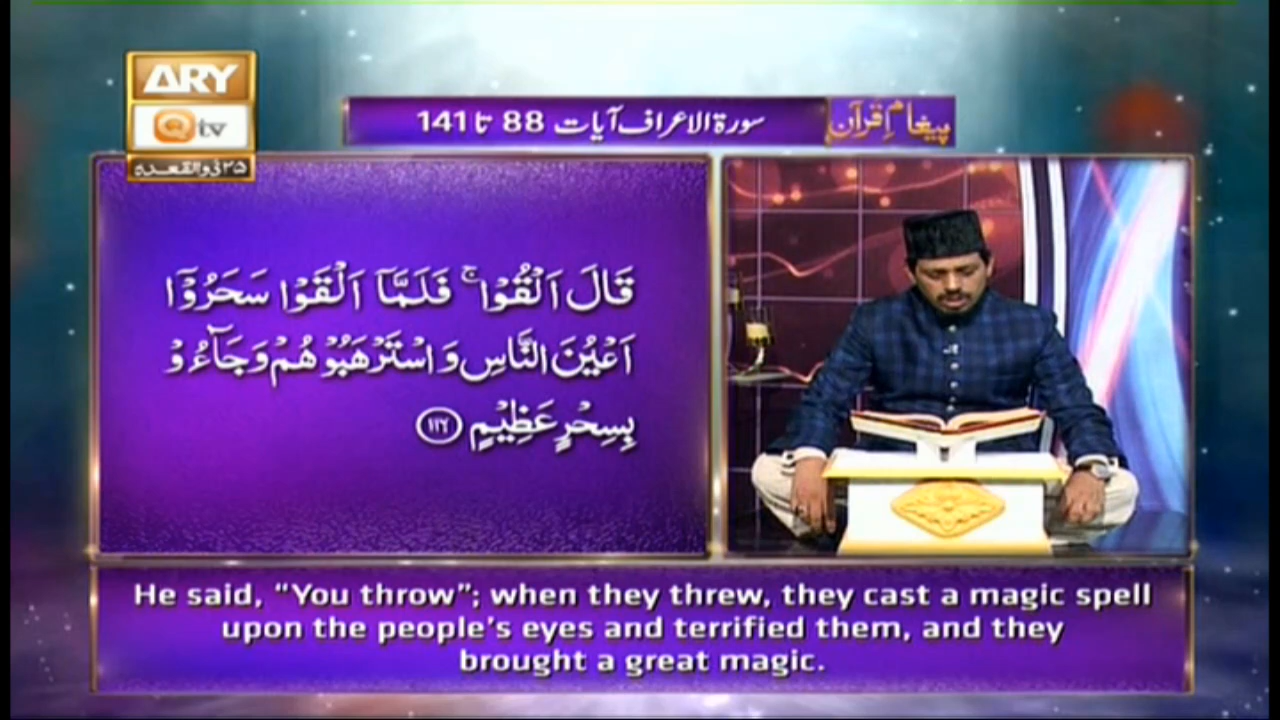 ARY
Qtv
۲۵ ذوالقعدہ
پیغامِ قرآن
سورۃ الاعراف آیات 88 تا 141
قَالَ اَلْقُوْا ۚ فَلَمَّاۤ اَلْقَوْا سَحَرُوْۤا
اَعْیُنَ النَّاسِ وَ اسْتَرْهَبُوْهُمْ وَ جَآءُوْ
بِسِحْرٍ عَظِیْمٍ ﴿۱۱۶﴾
He said, “You throw”; when they threw, they cast a magic spell
upon the people’s eyes and terrified them, and they
brought a great magic.